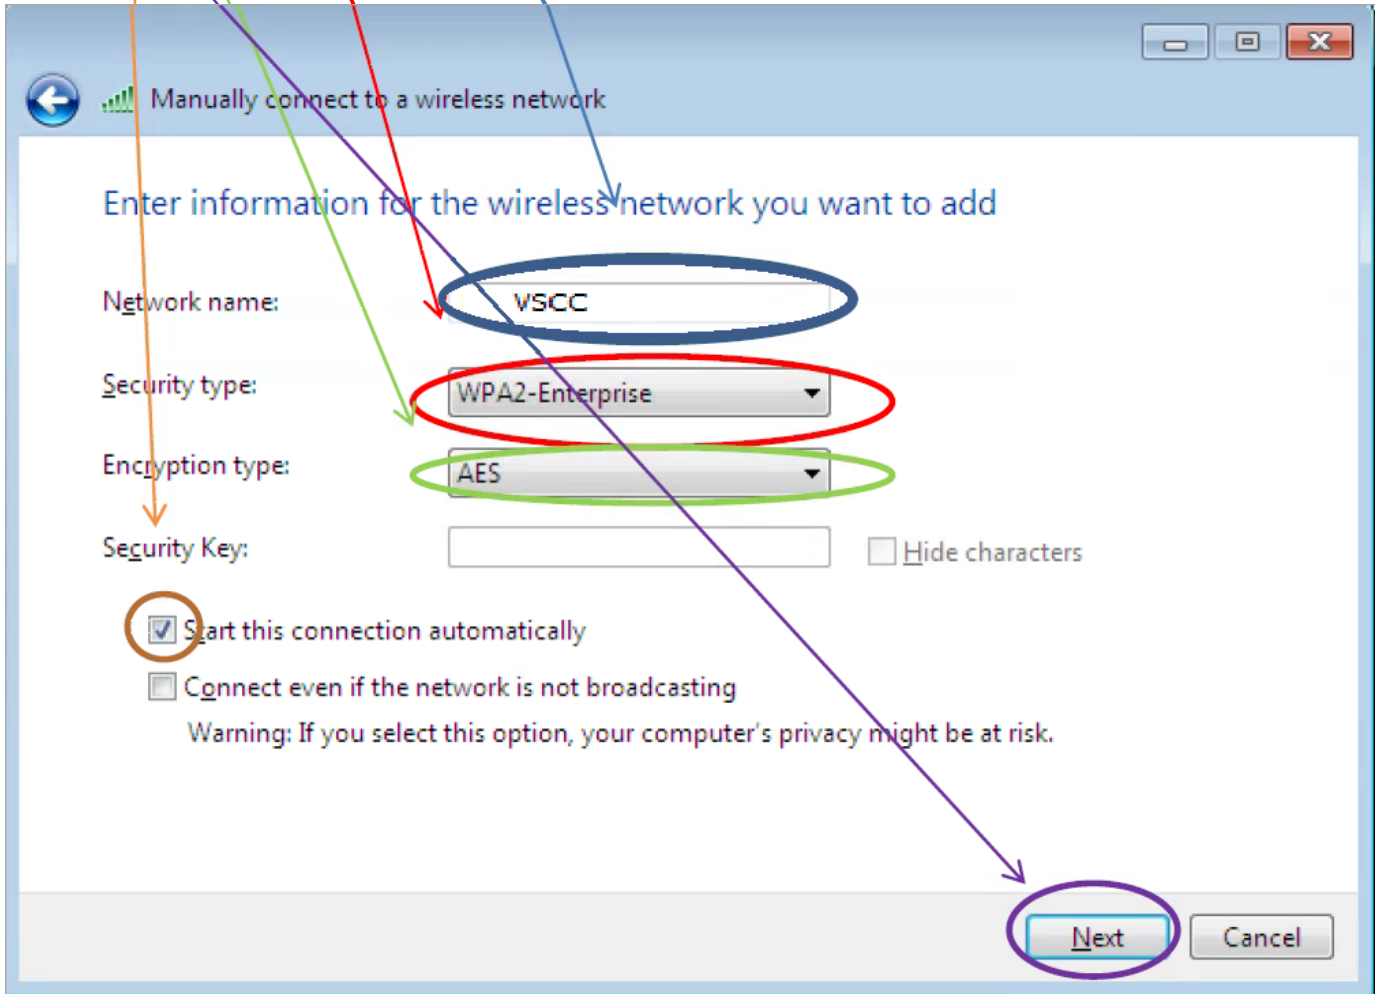 Manually connect to a wireless network
Enter information for the wireless network you want to add
Network name:
VSCC
Security type:
WPA2-Enterprise
Encryption type:
AES
Security Key:
Hide characters
Start this connection automatically
Connect even if the network is not broadcasting
Warning: If you select this option, your computer's privacy might be at risk.
Next
Cancel